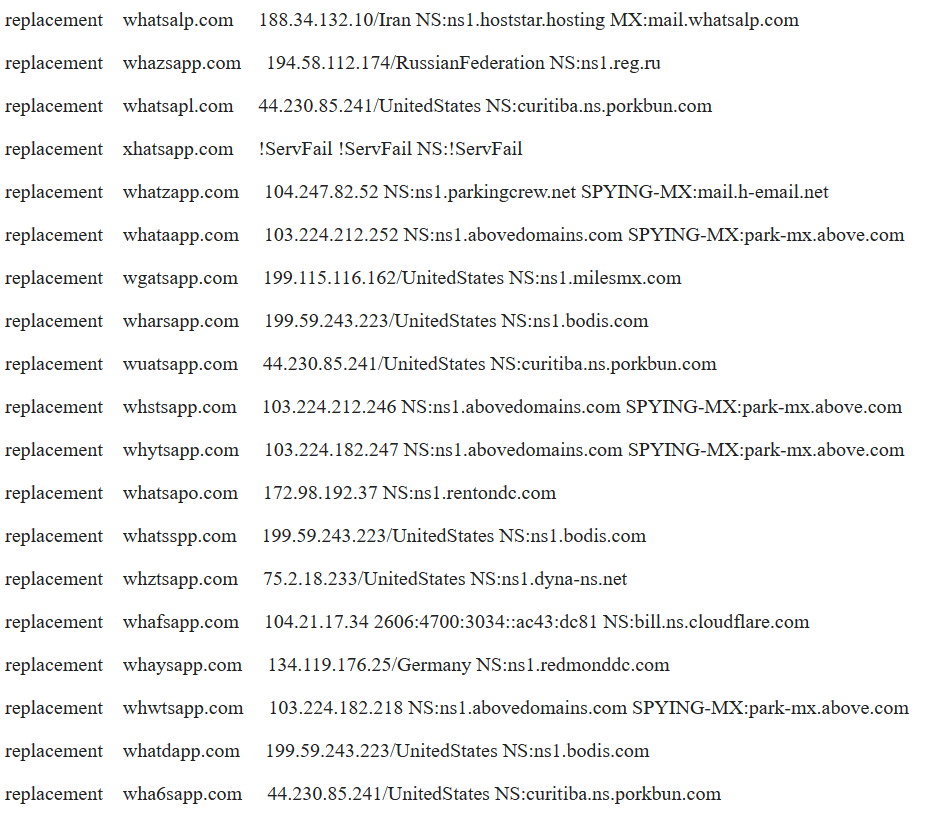 replacement whatsalp.com 188.34.132.10/Iran NS:ns1.hoststar.hosting MX:mail.whatsalp.com
replacement whazsapp.com 194.58.112.174/RussianFederation NS:ns1.reg.ru
replacement whatsapl.com 44.230.85.241/UnitedStates NS:curitiba.ns.porkbun.com
replacement xhatsapp.com !ServFail !ServFail NS:!ServFail
replacement whatzapp.com 104.247.82.52 NS:ns1.parkingcrew.net SPYING-MX:mail.h-email.net
replacement whataapp.com 103.224.212.252 NS:ns1.abovedomains.com SPYING-MX:park-mx.above.com
replacement wgatsapp.com 199.115.116.162/UnitedStates NS:ns1.milesmx.com
replacement wharsapp.com 199.59.243.223/UnitedStates NS:ns1.bodis.com
replacement wuatsapp.com 44.230.85.241/UnitedStates NS:curitiba.ns.porkbun.com
replacement whstsapp.com 103.224.212.246 NS:ns1.abovedomains.com SPYING-MX:park-mx.above.com
replacement whytsapp.com 103.224.182.247 NS:ns1.abovedomains.com SPYING-MX:park-mx.above.com
replacement whatsapo.com 172.98.192.37 NS:ns1.rentondc.com
replacement whatsspp.com 199.59.243.223/UnitedStates NS:ns1.bodis.com
replacement whztsapp.com 75.2.18.233/UnitedStates NS:ns1.dyna-ns.net
replacement whafsapp.com 104.21.17.34 2606:4700:3034::ac43:dc81 NS:bill.ns.cloudflare.com
replacement whaysapp.com 134.119.176.25/Germany NS:ns1.redmonddc.com
replacement whwtsapp.com 103.224.182.218 NS:ns1.abovedomains.com SPYING-MX:park-mx.above.com
replacement whatdapp.com 199.59.243.223/UnitedStates NS:ns1.bodis.com
replacement wha6sapp.com 44.230.85.241/UnitedStates NS:curitiba.ns.porkbun.com